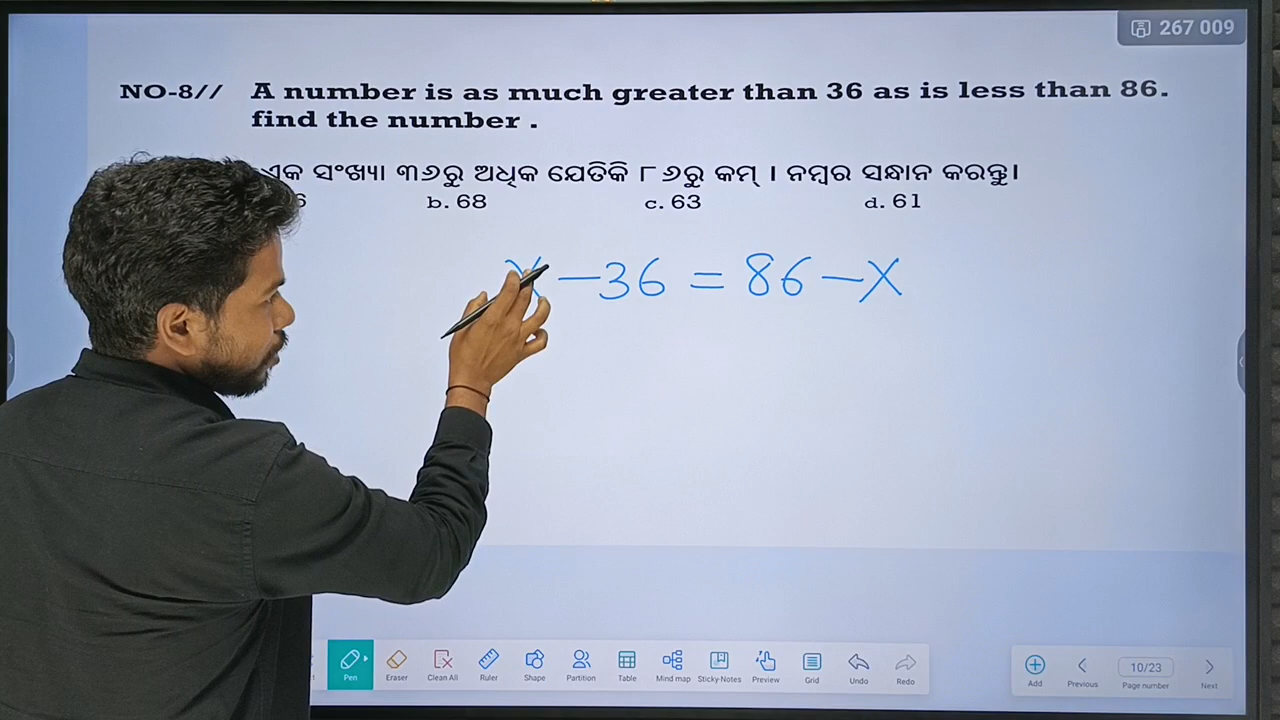 267 009
NO-8// A number is as much greater than 36 as is less than 86.
find the number .
ଏକ ସଂଖ୍ୟା ୩୬ରୁ ଅଧିକ ଯେତିକି ୮୬ରୁ କମ୍ । ନମ୍ବର ସନ୍ଧାନ କରନ୍ତୁ।
b. 68 c. 63 d. 61
X - 36 = 86 - X
Pen Eraser Clean All Ruler Shape Partition Table Mind map Sticky-Notes Preview Grid Undo Redo Add Previous 10/23 Page number Next